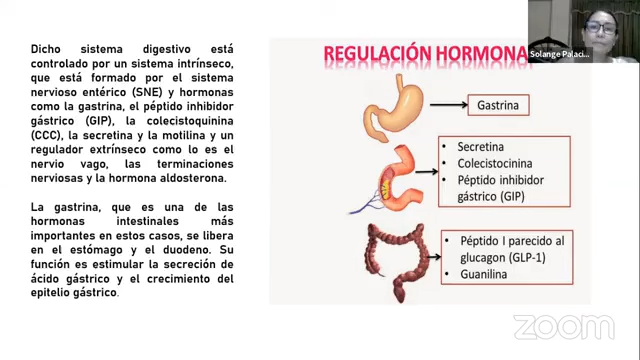 Dicho sistema digestivo está
controlado por un sistema intrínseco,
que está formado por el sistema
nervioso entérico (SNE) y hormonas
como la gastrina, el péptido inhibidor
gástrico (GIP), la colecistoquinina
(CCC), la secretina y la motilina y un
regulador extrínseco como lo es el
nervio vago, las terminaciones
nerviosas y la hormona aldosterona.
La gastrina, que es una de las
hormonas intestinales más
importantes en estos casos, se libera
en el estómago y el duodeno. Su
función es estimular la secreción de
ácido gástrico y el crecimiento del
epitelio gástrico.
REGULACIÓN HORMONA
Gastrina
• Secretina
• Colecistocinina
• Péptido inhibidor
gástrico (GIP)
• Péptido I parecido al
glucagon (GLP-1)
• Guanilina
Solange Palaci...
zoom